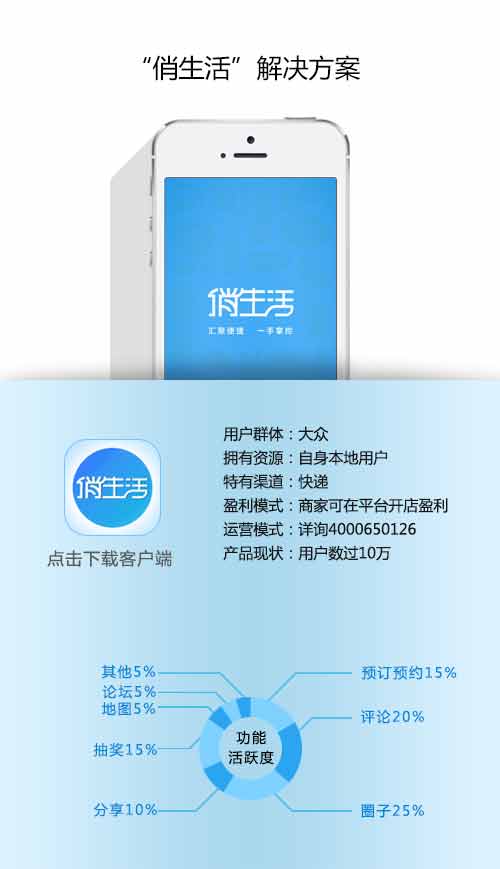 “俏生活”解决方案
俏生活
汇聚便捷 一手掌控
俏生活
点击下载客户端
用户群体：大众
拥有资源：自身本地用户
特有渠道：快递
盈利模式：商家可在平台开店盈利
运营模式：详询4000650126
产品现状：用户数过10万
其他5%
论坛5%
地图5%
抽奖15%
分享10%
功能
活跃度
预订预约15%
评论20%
圈子25%